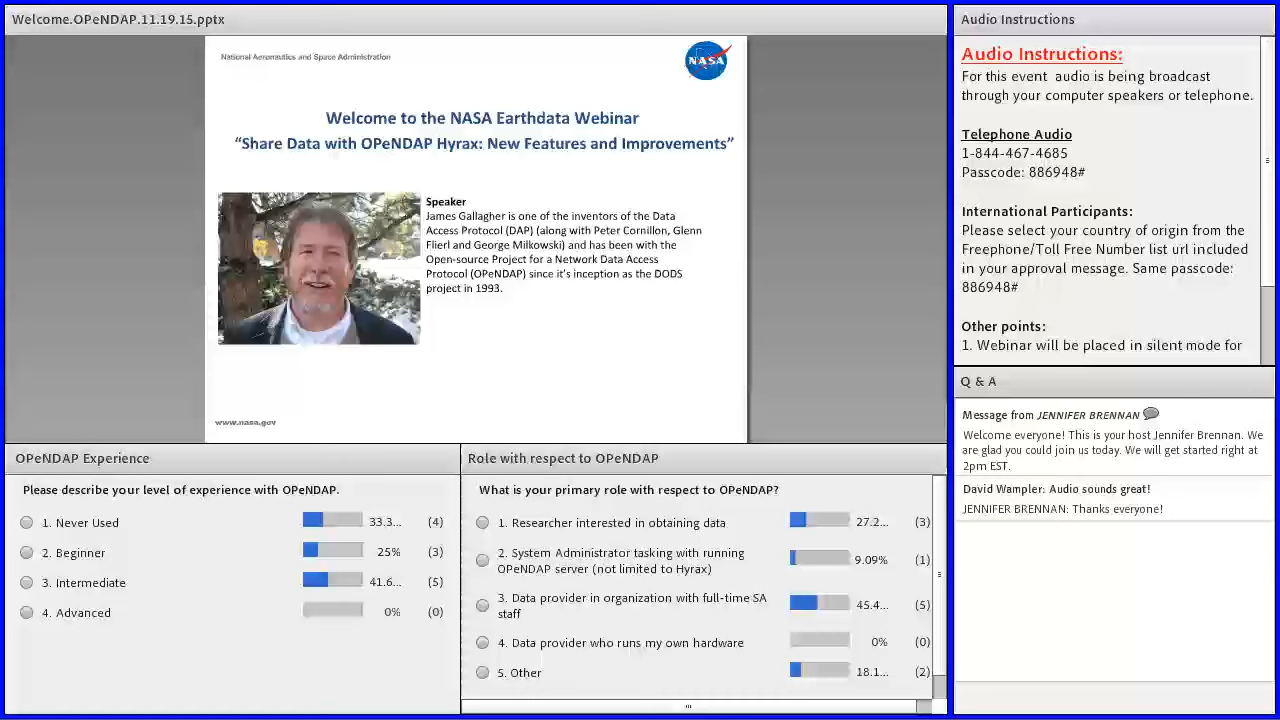 Welcome.OPeNDAP.11.19.15.pptx
National Aeronautics and Space Administration
NASA
Welcome to the NASA Earthdata Webinar
“Share Data with OPeNDAP Hyrax: New Features and Improvements”
Speaker
James Gallagher is one of the inventors of the Data
Access Protocol (DAP) (along with Peter Cornillon, Glenn
Flierl and George Milkowski) and has been with the
Open-source Project for a Network Data Access
Protocol (OPeNDAP) since it's inception as the DODS
project in 1993.
www.nasa.gov
Audio Instructions
Audio Instructions:
For this event audio is being broadcast
through your computer speakers or telephone.
Telephone Audio
1-844-467-4685
Passcode: 886948#
International Participants:
Please select your country of origin from the
Freephone/Toll Free Number list url included
in your approval message. Same passcode:
886948#
Other points:
1. Webinar will be placed in silent mode for
Q & A
Message from JENNIFER BRENNAN
Welcome everyone! This is your host Jennifer Brennan. We
are glad you could join us today. We will get started right at
2pm EST.
David Wampler: Audio sounds great!
JENNIFER BRENNAN: Thanks everyone!
OPeNDAP Experience
Please describe your level of experience with OPeNDAP.
1. Never Used 33.3... (4)
2. Beginner 25% (3)
3. Intermediate 41.6... (5)
4. Advanced 0% (0)
Role with respect to OPeNDAP
What is your primary role with respect to OPeNDAP?
1. Researcher interested in obtaining data 27.2... (3)
2. System Administrator tasking with running
OPeNDAP server (not limited to Hyrax) 9.09% (1)
3. Data provider in organization with full-time SA
staff 45.4... (5)
4. Data provider who runs my own hardware 0% (0)
5. Other 18.1... (2)